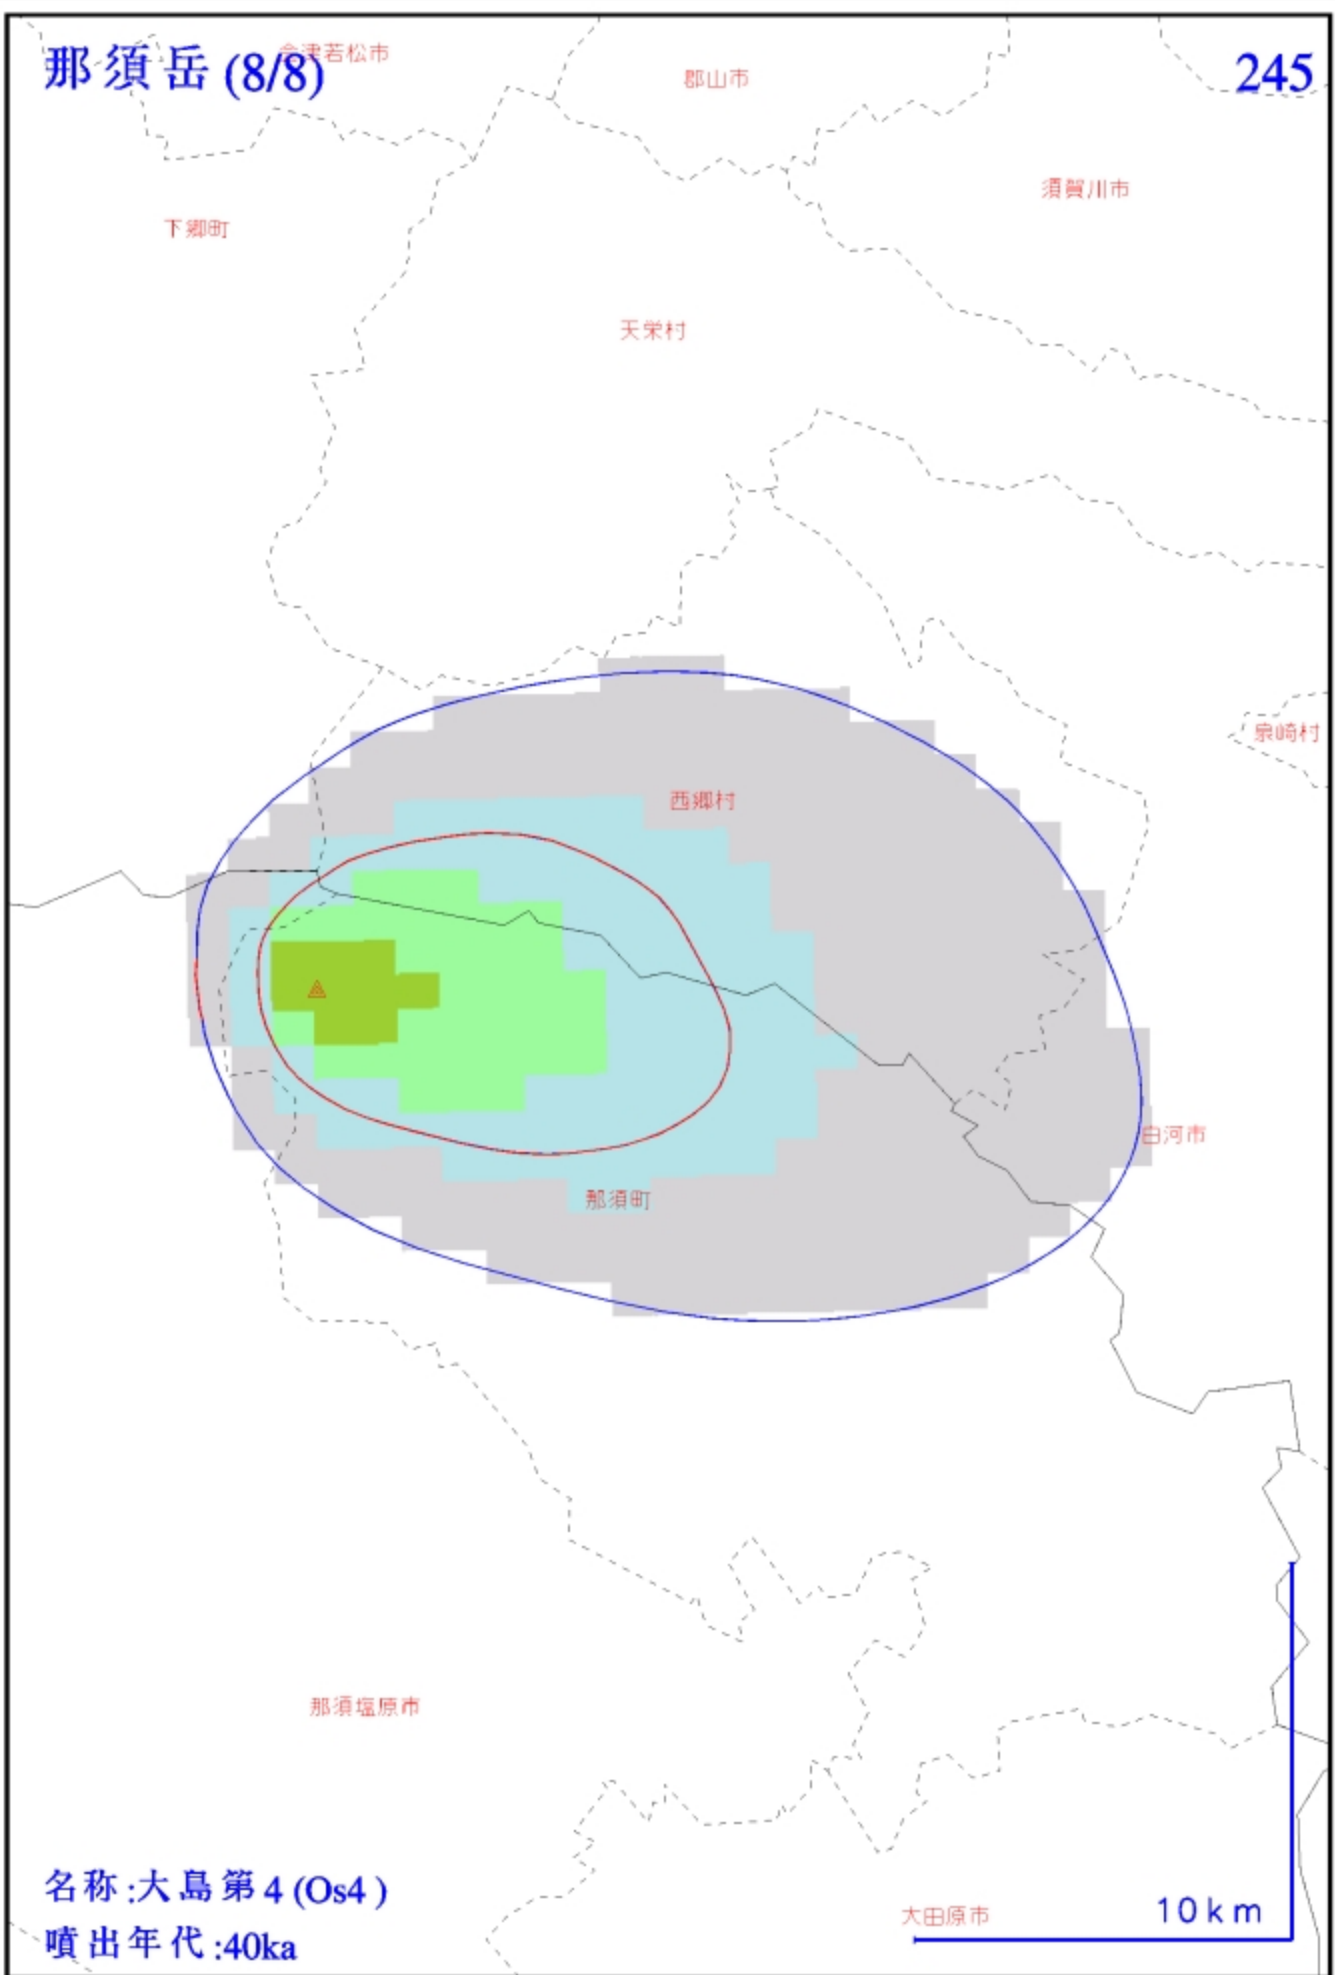 那須岳 (8/8)
245
会津若松市
郡山市
須賀川市
下郷町
天栄村
泉崎村
西郷村
白河市
那須町
那須塩原市
名称:大島第4 (Os4 )
噴出年代:40ka
大田原市
10km